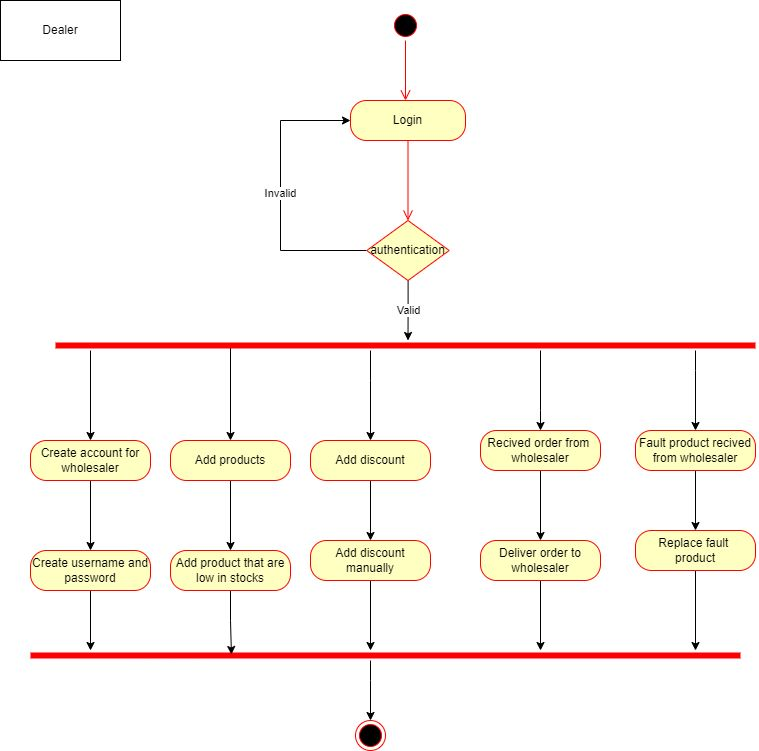 Dealer
Login
Invalid
authentication
Valid
Create account for
wholesaler
Add products
Add discount
Recived order from
wholesaler
Fault product recived
from wholesaler
Create username and
password
Add product that are
low in stocks
Add discount
manually
Deliver order to
wholesaler
Replace fault
product